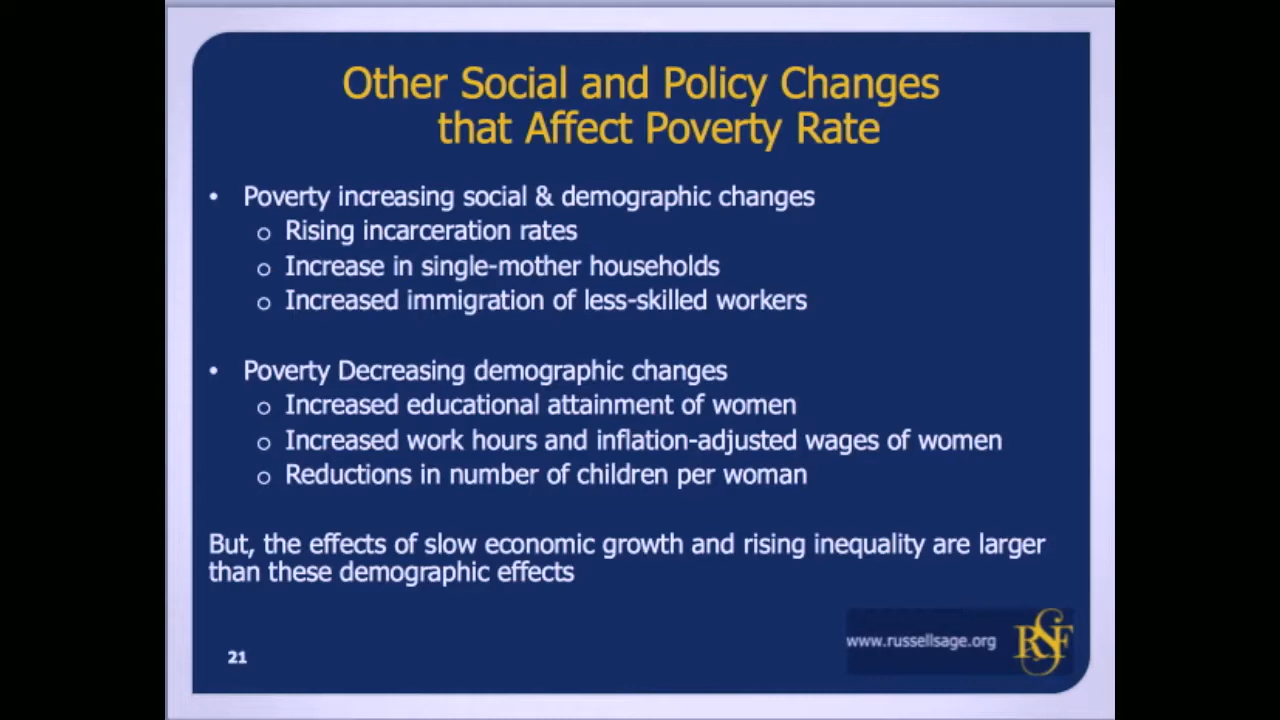 Other Social and Policy Changes
that Affect Poverty Rate
• Poverty increasing social & demographic changes
o Rising incarceration rates
o Increase in single-mother households
o Increased immigration of less-skilled workers
• Poverty Decreasing demographic changes
o Increased educational attainment of women
o Increased work hours and inflation-adjusted wages of women
o Reductions in number of children per woman
But, the effects of slow economic growth and rising inequality are larger
than these demographic effects
www.russellsage.org
RSF
21